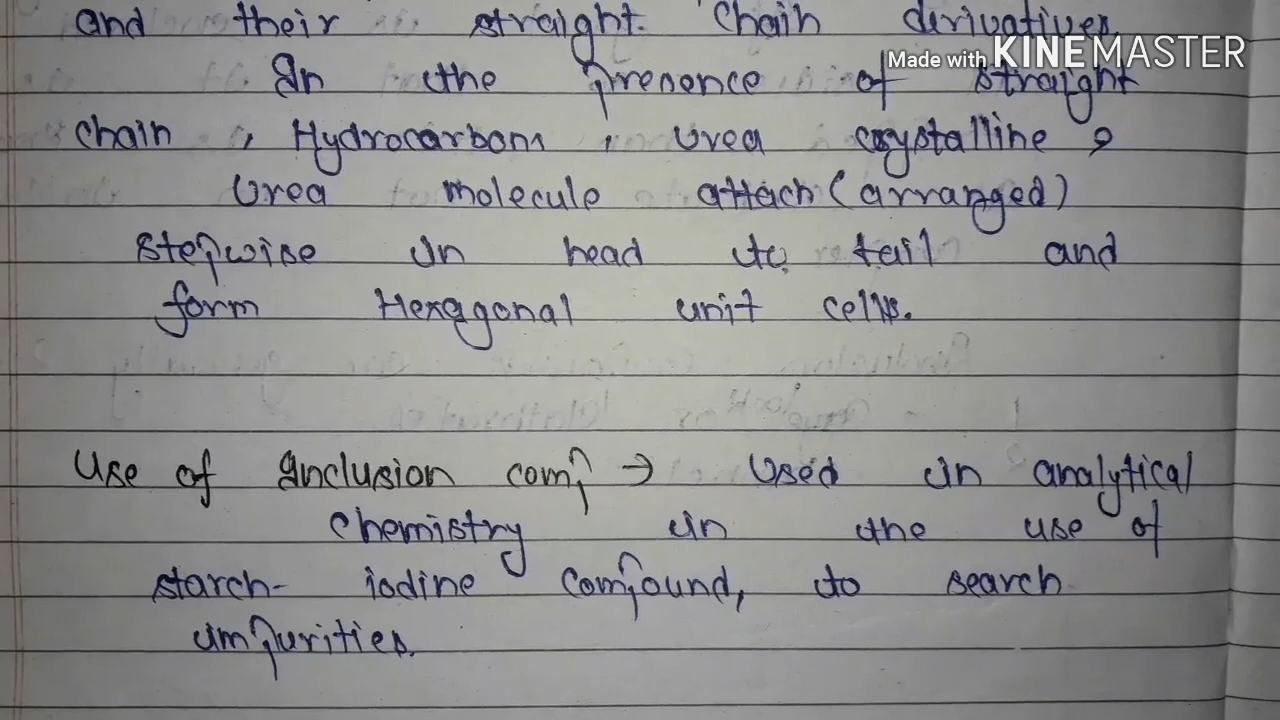 and their straight chain derivatives
Made with KINEMASTER
In the presence of straight
chain, Hydrocarbons, urea crystalline,
Urea molecule attach (arranged)
stepwise in head to tail and
form Hexagonal unit cells.
Use of Inclusion comp → Used in analytical
chemistry in the use of
starch- iodine compound, to search
impurities.